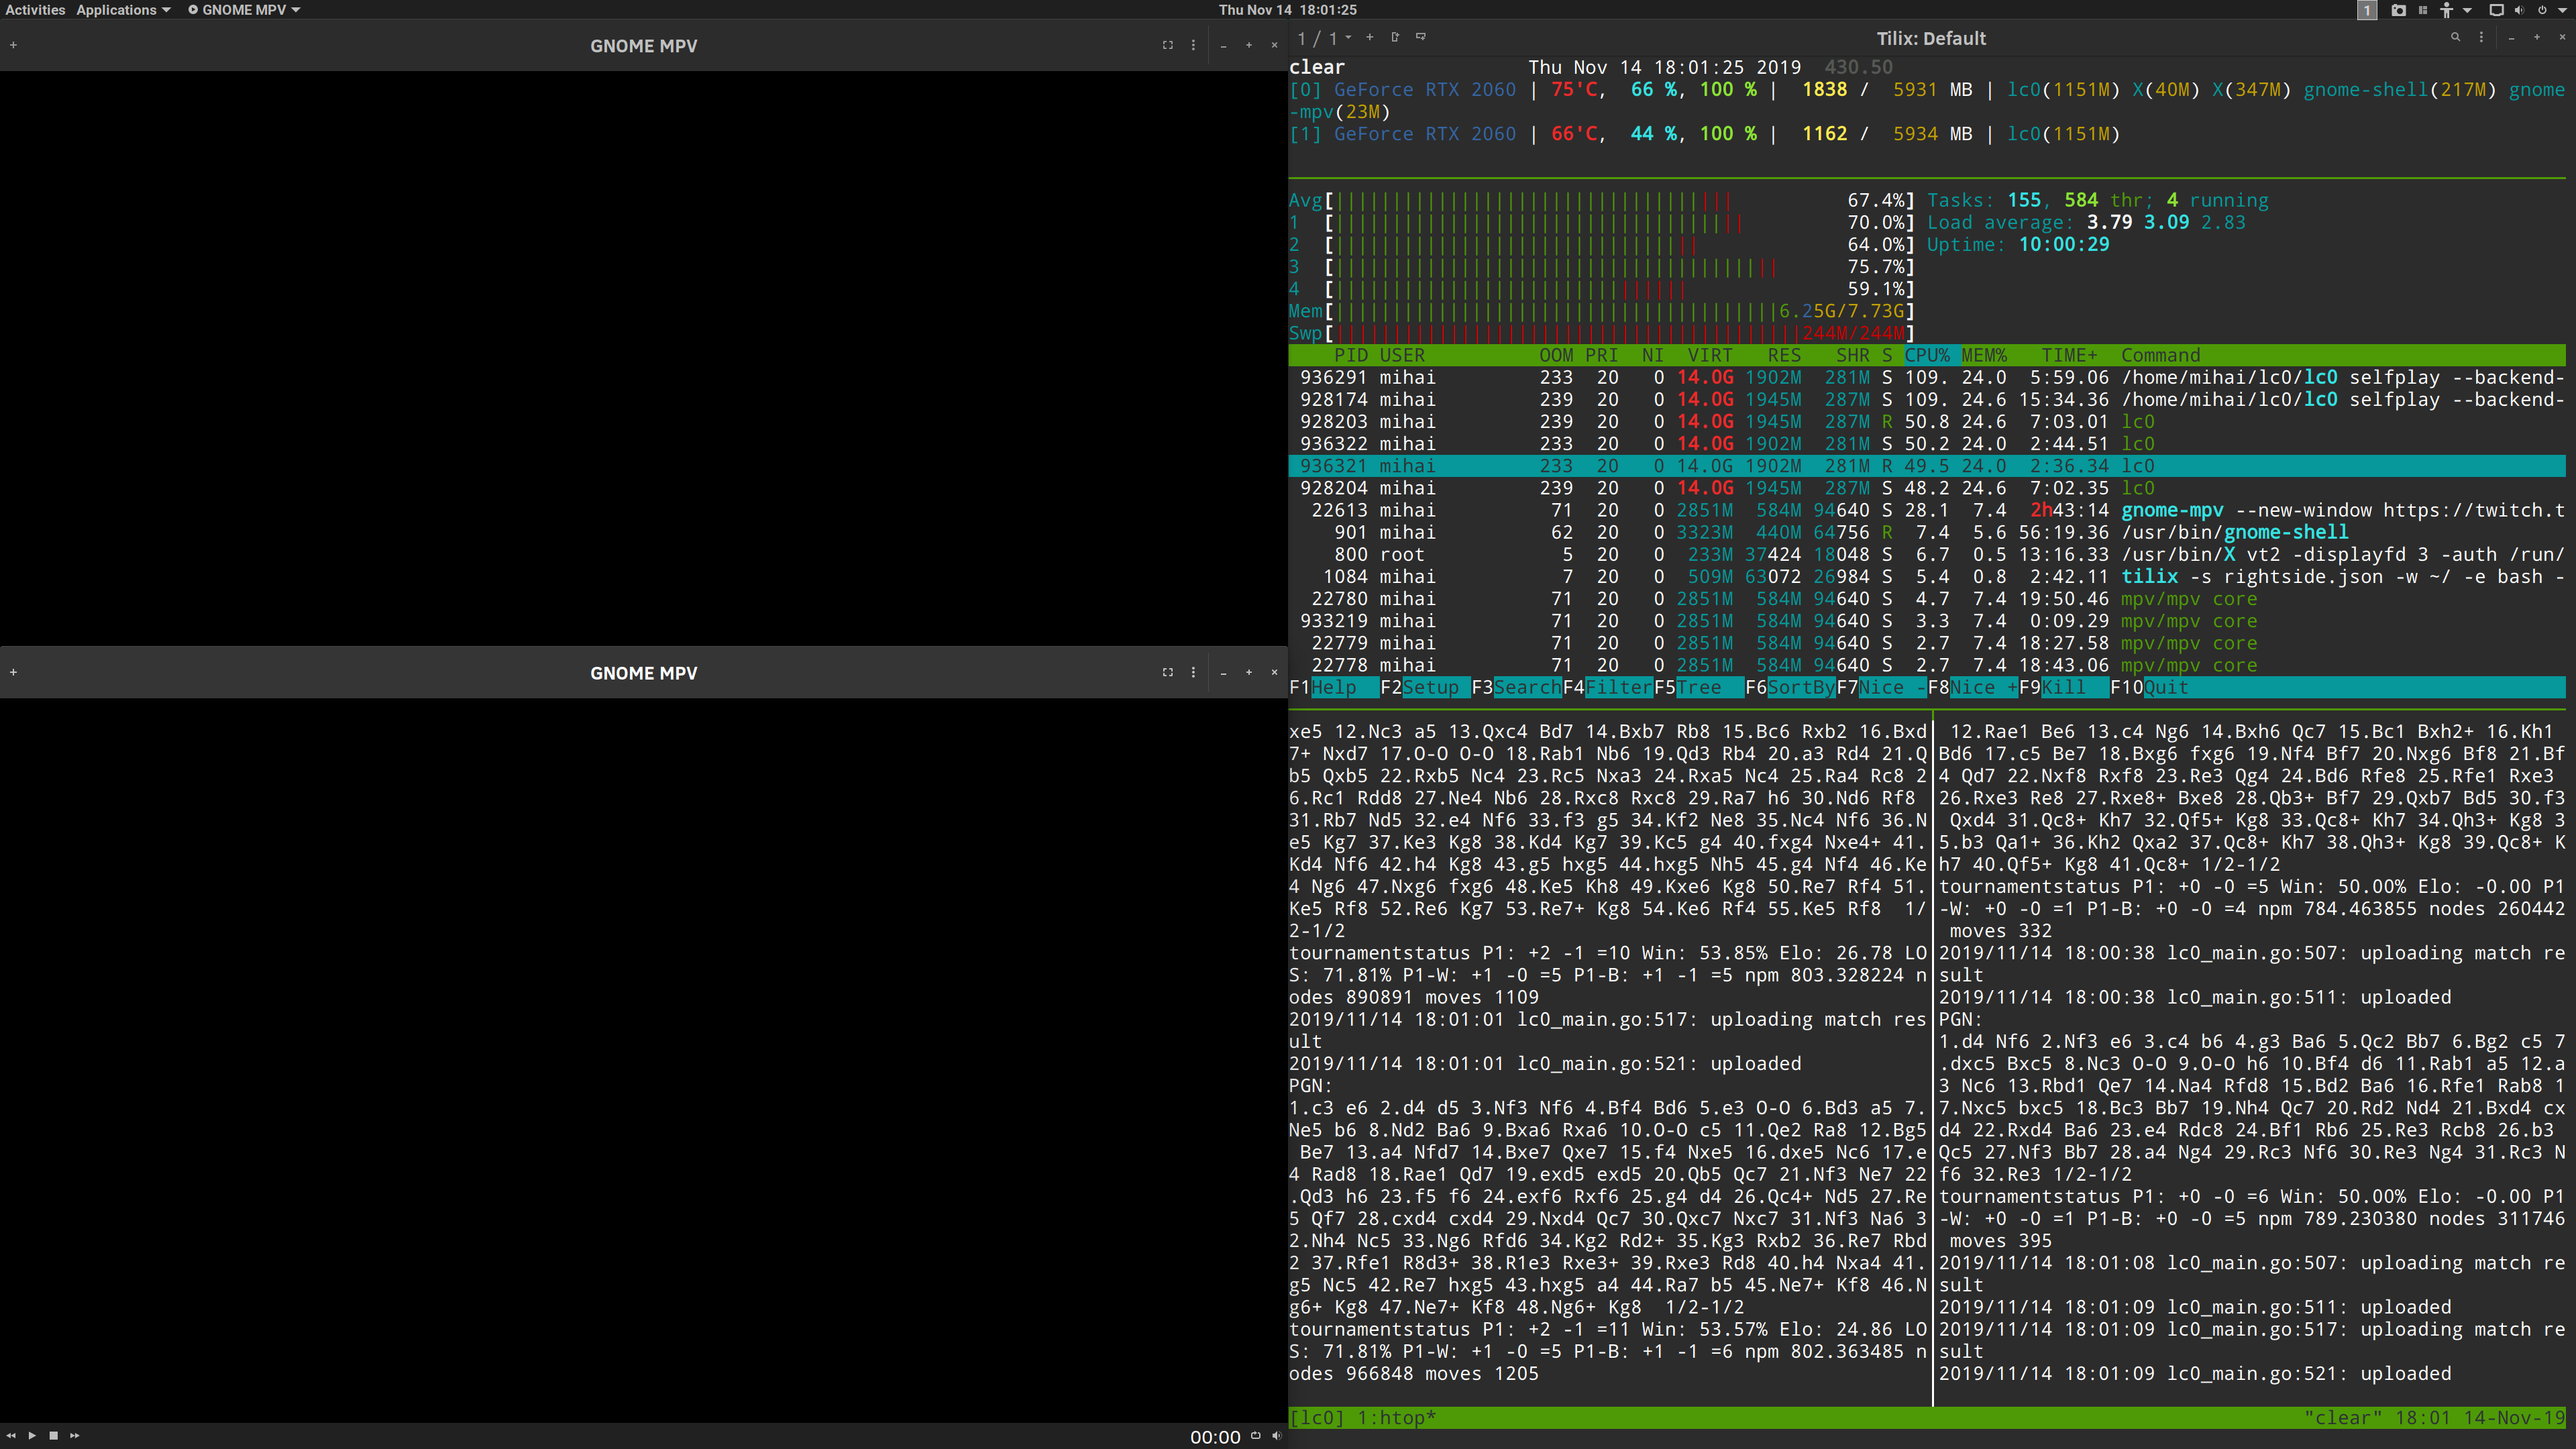 Activities Applications GNOME MPV Thu Nov 14 18:01:25 1
GNOME MPV
GNOME MPV
00:00
1 / 1 Tilix: Default
clear Thu Nov 14 18:01:25 2019 430.50
[0] GeForce RTX 2060 | 75'C, 66 %, 100 % | 1838 / 5931 MB | lc0(1151M) X(40M) X(347M) gnome-shell(217M) gnome
-mpv(23M)
[1] GeForce RTX 2060 | 66'C, 44 %, 100 % | 1162 / 5934 MB | lc0(1151M)
Avg[ 67.4%] Tasks: 155, 584 thr; 4 running
1 [ 70.0%] Load average: 3.79 3.09 2.83
2 [ 64.0%] Uptime: 10:00:29
3 [ 75.7%]
4 [ 59.1%]
Mem[ 6.25G/7.73G]
Swp[ 244M/244M]
PID USER OOM PRI NI VIRT RES SHR S CPU% MEM% TIME+ Command
936291 mihai 233 20 0 14.0G 1902M 281M S 109. 24.0 5:59.06 /home/mihai/lc0/lc0 selfplay --backend-
928174 mihai 239 20 0 14.0G 1945M 287M S 109. 24.6 15:34.36 /home/mihai/lc0/lc0 selfplay --backend-
928203 mihai 239 20 0 14.0G 1945M 287M R 50.8 24.6 7:03.01 lc0
936322 mihai 233 20 0 14.0G 1902M 281M S 50.2 24.0 2:44.51 lc0
936321 mihai 233 20 0 14.0G 1902M 281M R 49.5 24.0 2:36.34 lc0
928204 mihai 239 20 0 14.0G 1945M 287M S 48.2 24.6 7:02.35 lc0
22613 mihai 71 20 0 2851M 584M 94640 S 28.1 7.4 2h43:14 gnome-mpv --new-window https://twitch.t
901 mihai 62 20 0 3323M 440M 64756 R 7.4 5.6 56:19.36 /usr/bin/gnome-shell
800 root 5 20 0 233M 37424 18048 S 6.7 0.5 13:16.33 /usr/bin/X vt2 -displayfd 3 -auth /run/
1084 mihai 7 20 0 509M 63072 26984 S 5.4 0.8 2:42.11 tilix -s rightside.json -w ~/ -e bash -
22780 mihai 71 20 0 2851M 584M 94640 S 4.7 7.4 19:50.46 mpv/mpv core
933219 mihai 71 20 0 2851M 584M 94640 S 3.3 7.4 0:09.29 mpv/mpv core
22779 mihai 71 20 0 2851M 584M 94640 S 2.7 7.4 18:27.58 mpv/mpv core
22778 mihai 71 20 0 2851M 584M 94640 S 2.7 7.4 18:43.06 mpv/mpv core
F1Help F2Setup F3SearchF4FilterF5Tree F6SortByF7Nice -F8Nice +F9Kill F10Quit
xe5 12.Nc3 a5 13.Qxc4 Bd7 14.Bxb7 Rb8 15.Bc6 Rxb2 16.Bxd
7+ Nxd7 17.O-O O-O 18.Rab1 Nb6 19.Qd3 Rb4 20.a3 Rd4 21.Q
b5 Qxb5 22.Rxb5 Nc4 23.Rc5 Nxa3 24.Rxa5 Nc4 25.Ra4 Rc8 2
6.Rc1 Rdd8 27.Ne4 Nb6 28.Rxc8 Rxc8 29.Ra7 h6 30.Nd6 Rf8
31.Rb7 Nd5 32.e4 Nf6 33.f3 g5 34.Kf2 Ne8 35.Nc4 Nf6 36.N
e5 Kg7 37.Ke3 Kg8 38.Kd4 Kg7 39.Kc5 g4 40.fxg4 Nxe4+ 41.
Kd4 Nf6 42.h4 Kg8 43.g5 hxg5 44.hxg5 Nh5 45.g4 Nf4 46.Ke
4 Ng6 47.Nxg6 fxg6 48.Ke5 Kh8 49.Kxe6 Kg8 50.Re7 Rf4 51.
Ke5 Rf8 52.Re6 Kg7 53.Re7+ Kg8 54.Ke6 Rf4 55.Ke5 Rf8 1/
2-1/2
tournamentstatus P1: +2 -1 =10 Win: 53.85% Elo: 26.78 LO
S: 71.81% P1-W: +1 -0 =5 P1-B: +1 -1 =5 npm 803.328224 n
odes 890891 moves 1109
2019/11/14 18:01:01 lc0_main.go:517: uploading match res
ult
2019/11/14 18:01:01 lc0_main.go:521: uploaded
PGN:
1.c3 e6 2.d4 d5 3.Nf3 Nf6 4.Bf4 Bd6 5.e3 O-O 6.Bd3 a5 7.
Ne5 b6 8.Nd2 Ba6 9.Bxa6 Rxa6 10.O-O c5 11.Qe2 Ra8 12.Bg5
Be7 13.a4 Nfd7 14.Bxe7 Qxe7 15.f4 Nxe5 16.dxe5 Nc6 17.e
4 Rad8 18.Rae1 Qd7 19.exd5 exd5 20.Qb5 Qc7 21.Nf3 Ne7 22
.Qd3 h6 23.f5 f6 24.exf6 Rxf6 25.g4 d4 26.Qc4+ Nd5 27.Re
5 Qf7 28.cxd4 cxd4 29.Nxd4 Qc7 30.Qxc7 Nxc7 31.Nf3 Na6 3
2.Nh4 Nc5 33.Ng6 Rfd6 34.Kg2 Rd2+ 35.Kg3 Rxb2 36.Re7 Rbd
2 37.Rfe1 R8d3+ 38.R1e3 Rxe3+ 39.Rxe3 Rd8 40.h4 Nxa4 41.
g5 Nc5 42.Re7 hxg5 43.hxg5 a4 44.Ra7 b5 45.Ne7+ Kf8 46.N
g6+ Kg8 47.Ne7+ Kf8 48.Ng6+ Kg8 1/2-1/2
tournamentstatus P1: +2 -1 =11 Win: 53.57% Elo: 24.86 LO
S: 71.81% P1-W: +1 -0 =5 P1-B: +1 -1 =6 npm 802.363485 n
odes 966848 moves 1205
12.Rae1 Be6 13.c4 Ng6 14.Bxh6 Qc7 15.Bc1 Bxh2+ 16.Kh1
Bd6 17.c5 Be7 18.Bxg6 fxg6 19.Nf4 Bf7 20.Nxg6 Bf8 21.Bf
4 Qd7 22.Nxf8 Rxf8 23.Re3 Qg4 24.Bd6 Rfe8 25.Rfe1 Rxe3
26.Rxe3 Re8 27.Rxe8+ Bxe8 28.Qb3+ Bf7 29.Qxb7 Bd5 30.f3
Qxd4 31.Qc8+ Kh7 32.Qf5+ Kg8 33.Qc8+ Kh7 34.Qh3+ Kg8 3
5.b3 Qa1+ 36.Kh2 Qxa2 37.Qc8+ Kh7 38.Qh3+ Kg8 39.Qc8+ K
h7 40.Qf5+ Kg8 41.Qc8+ 1/2-1/2
tournamentstatus P1: +0 -0 =5 Win: 50.00% Elo: -0.00 P1
-W: +0 -0 =1 P1-B: +0 -0 =4 npm 784.463855 nodes 260442
moves 332
2019/11/14 18:00:38 lc0_main.go:507: uploading match re
sult
2019/11/14 18:00:38 lc0_main.go:511: uploaded
PGN:
1.d4 Nf6 2.Nf3 e6 3.c4 b6 4.g3 Ba6 5.Qc2 Bb7 6.Bg2 c5 7
.dxc5 Bxc5 8.Nc3 O-O 9.O-O h6 10.Bf4 d6 11.Rab1 a5 12.a
3 Nc6 13.Rbd1 Qe7 14.Na4 Rfd8 15.Bd2 Ba6 16.Rfe1 Rab8 1
7.Nxc5 bxc5 18.Bc3 Bb7 19.Nh4 Qc7 20.Rd2 Nd4 21.Bxd4 cx
d4 22.Rxd4 Ba6 23.e4 Rdc8 24.Bf1 Rb6 25.Re3 Rcb8 26.b3
Qc5 27.Nf3 Bb7 28.a4 Ng4 29.Rc3 Nf6 30.Re3 Ng4 31.Rc3 N
f6 32.Re3 1/2-1/2
tournamentstatus P1: +0 -0 =6 Win: 50.00% Elo: -0.00 P1
-W: +0 -0 =1 P1-B: +0 -0 =5 npm 789.230380 nodes 311746
moves 395
2019/11/14 18:01:08 lc0_main.go:507: uploading match re
sult
2019/11/14 18:01:09 lc0_main.go:511: uploaded
2019/11/14 18:01:09 lc0_main.go:517: uploading match re
sult
2019/11/14 18:01:09 lc0_main.go:521: uploaded
[lc0] 1:htop* "clear" 18:01 14-Nov-19